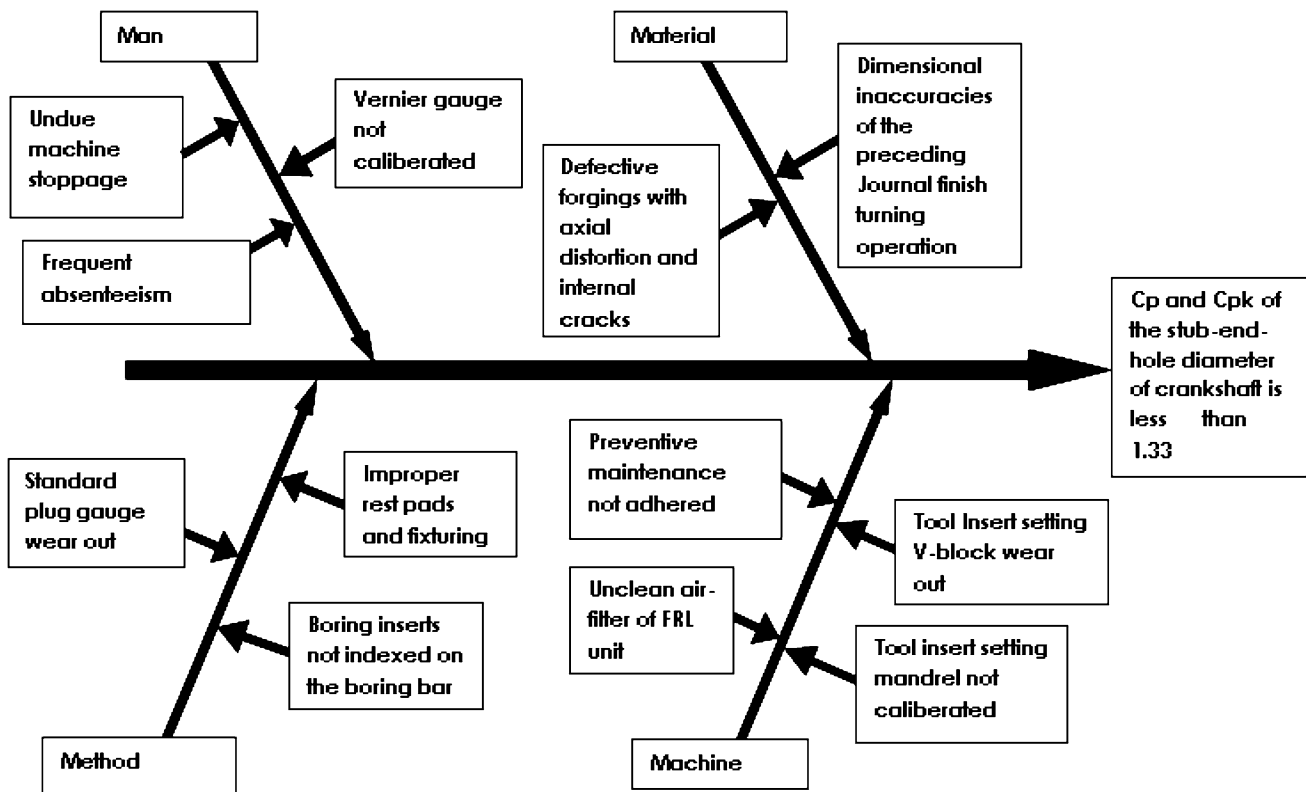 Man
Material
Undue
machine
stoppage
Vernier gauge
not
caliberated
Frequent
absenteeism
Defective
forgings with
axial
distortion and
internal
cracks
Dimensional
inaccuracies
of the
preceding
Journal finish
turning
operation
Cp and Cpk of
the stub-end-
hole diameter
of crankshaft is
less than
1.33
Standard
plug gauge
wear out
Improper
rest pads
and fixturing
Boring inserts
not indexed on
the boring bar
Method
Preventive
maintenance
not adhered
Tool Insert setting
V-block wear
out
Unclean air-
filter of FRL
unit
Tool insert setting
mandrel not
caliberated
Machine